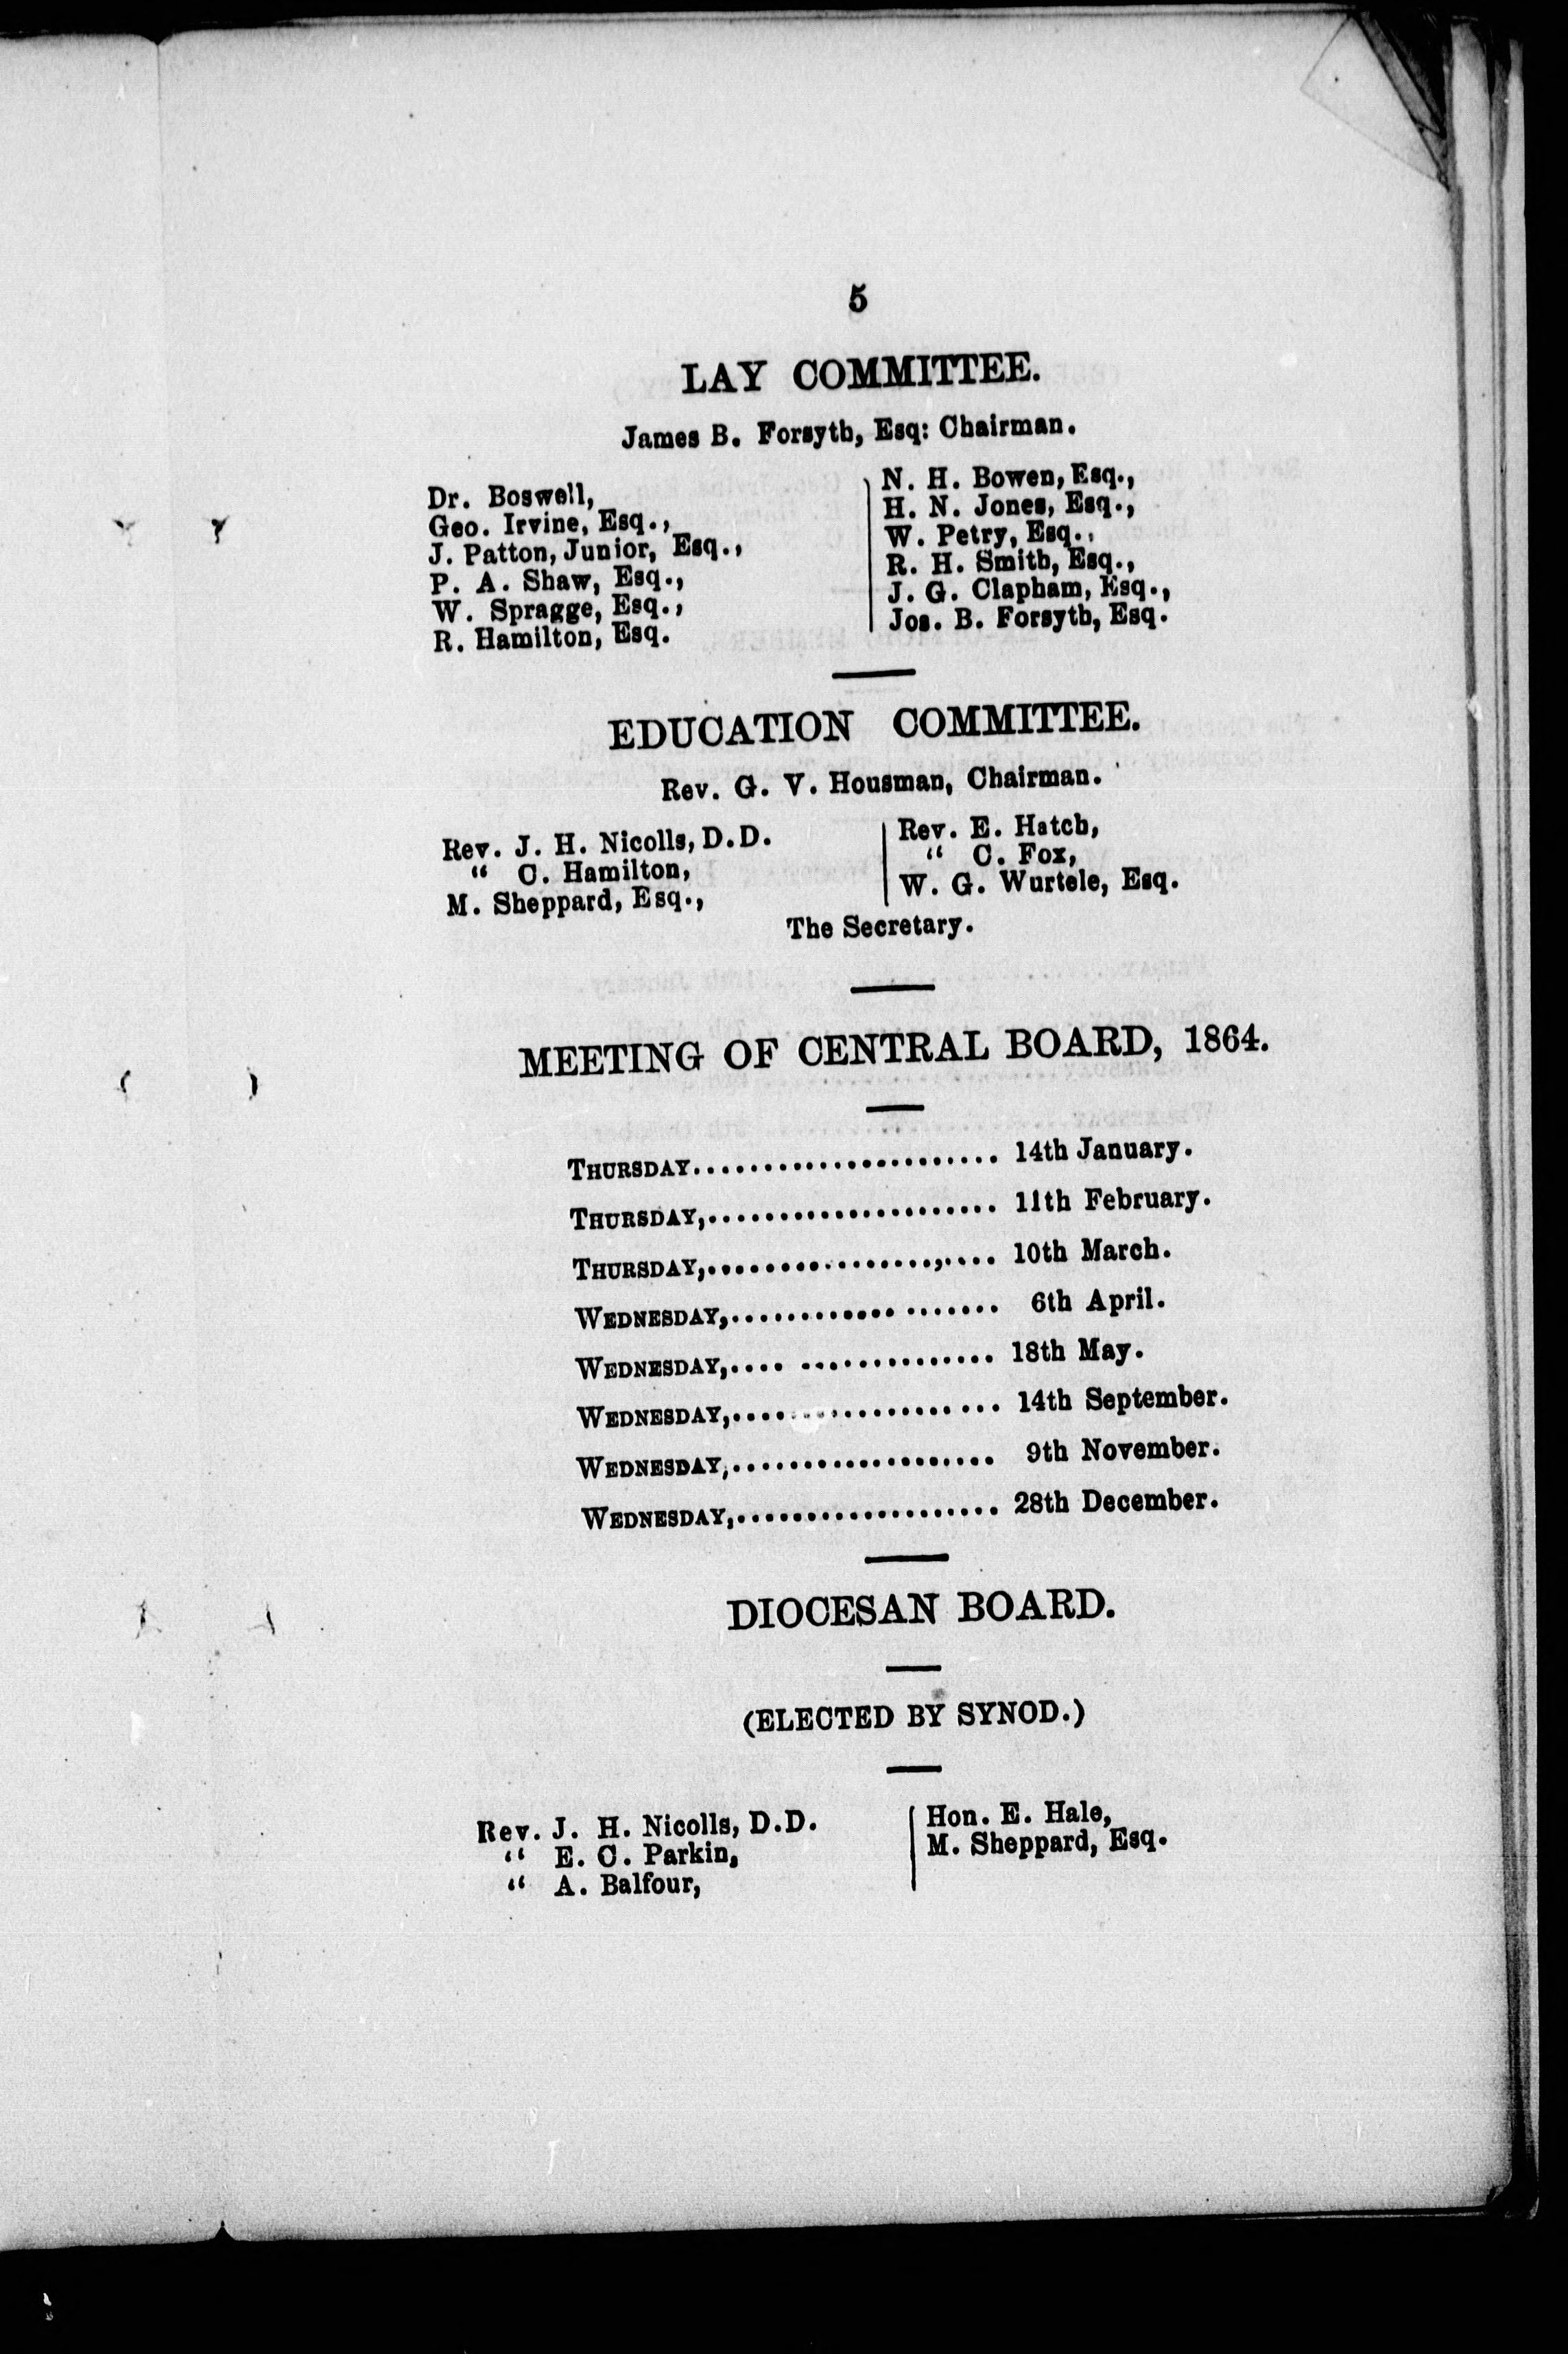 5
LAY COMMITTEE.
James B. Forsyth, Esq: Chairman.
Dr. Boswell,
Geo. Irvine, Esq.,
J. Patton, Junior, Esq.,
P. A. Shaw, Esq.,
W. Spragge, Esq.,
R. Hamilton, Esq.
N. H. Bowen, Esq.,
H. N. Jones, Esq.,
W. Petry, Esq.,
R. H. Smith, Esq.,
J. G. Clapham, Esq.,
Jos. B. Forsyth, Esq.
EDUCATION COMMITTEE.
Rev. G. V. Housman, Chairman.
Rev. J. H. Nicolls, D.D.
“ C. Hamilton,
M. Sheppard, Esq.,
Rev. E. Hatch,
“ C. Fox,
W. G. Wurtele, Esq.
The Secretary.
MEETING OF CENTRAL BOARD, 1864.
THURSDAY...................... 14th January.
THURSDAY,..................... 11th February.
THURSDAY,................,.... 10th March.
WEDNESDAY,............ ....... 6th April.
WEDNESDAY,.... .............. 18th May.
WEDNESDAY,................ ... 14th September.
WEDNESDAY,................... 9th November.
WEDNESDAY,................... 28th December.
DIOCESAN BOARD.
(ELECTED BY SYNOD.)
Rev. J. H. Nicolls, D.D.
“ E. C. Parkin,
“ A. Balfour,
Hon. E. Hale,
M. Sheppard, Esq.